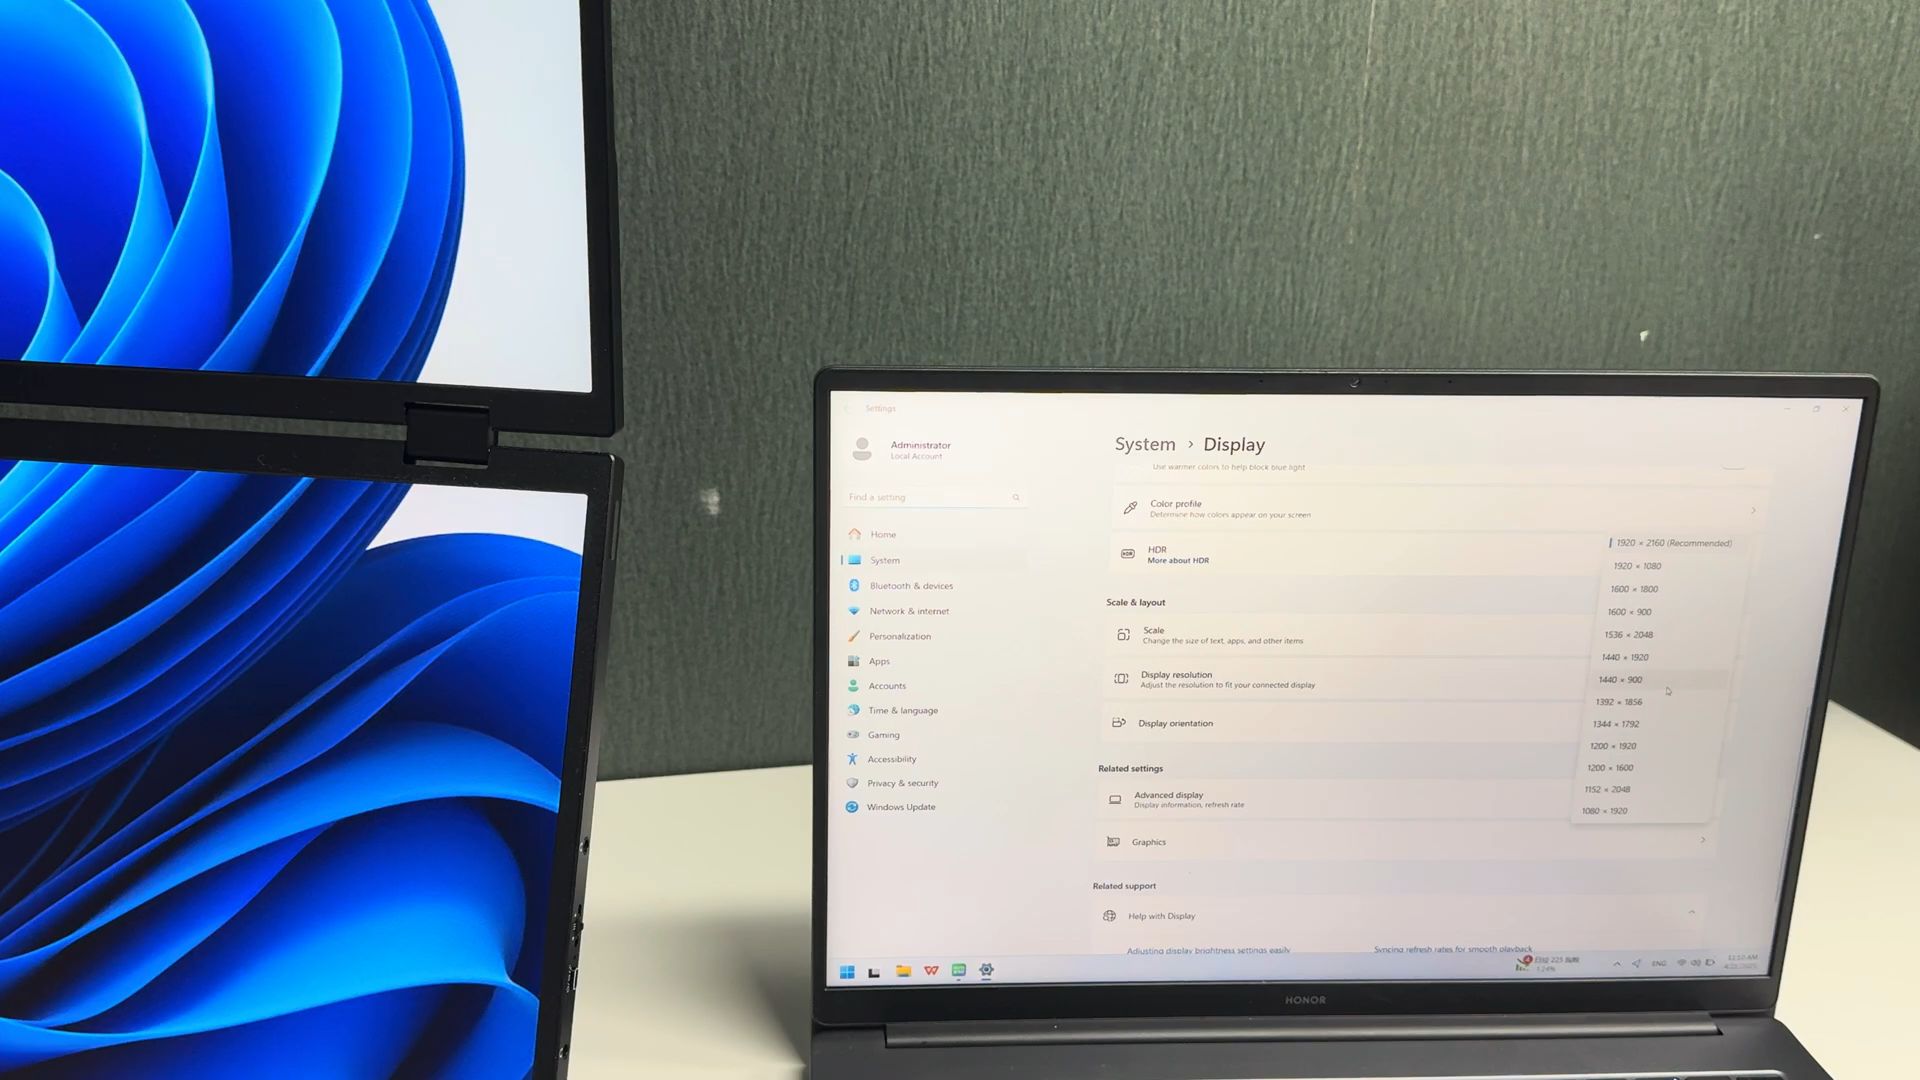 Settings
Administrator
Local Account
Find a setting
Home
System
Bluetooth & devices
Network & internet
Personalization
Apps
Accounts
Time & language
Gaming
Accessibility
Privacy & security
Windows Update
System › Display
Use warmer colors to help block blue light
Color profile
Determine how colors appear on your screen
HDR
More about HDR
Scale & layout
Scale
Change the size of text, apps, and other items
Display resolution
Adjust the resolution to fit your connected display
Display orientation
Related settings
Advanced display
Display information, refresh rate
Graphics
Related support
Help with Display
Adjusting display brightness settings easily
Syncing refresh rates for smooth playback
1920 × 2160 (Recommended)
1920 × 1080
1600 × 1800
1600 × 900
1536 × 2048
1440 × 1920
1440 × 900
1392 × 1856
1344 × 1792
1200 × 1920
1200 × 1600
1152 × 2048
1080 × 1920
1.24%
ENG
HONOR